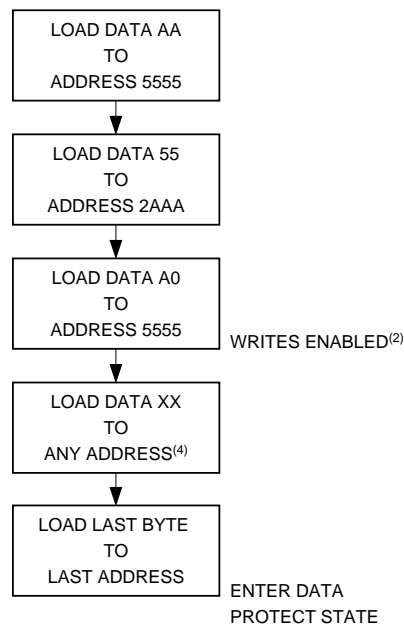 LOAD DATA AA
TO
ADDRESS 5555
LOAD DATA 55
TO
ADDRESS 2AAA
LOAD DATA A0
TO
ADDRESS 5555
WRITES ENABLED(2)
LOAD DATA XX
TO
ANY ADDRESS(4)
LOAD LAST BYTE
TO
LAST ADDRESS
ENTER DATA
PROTECT STATE